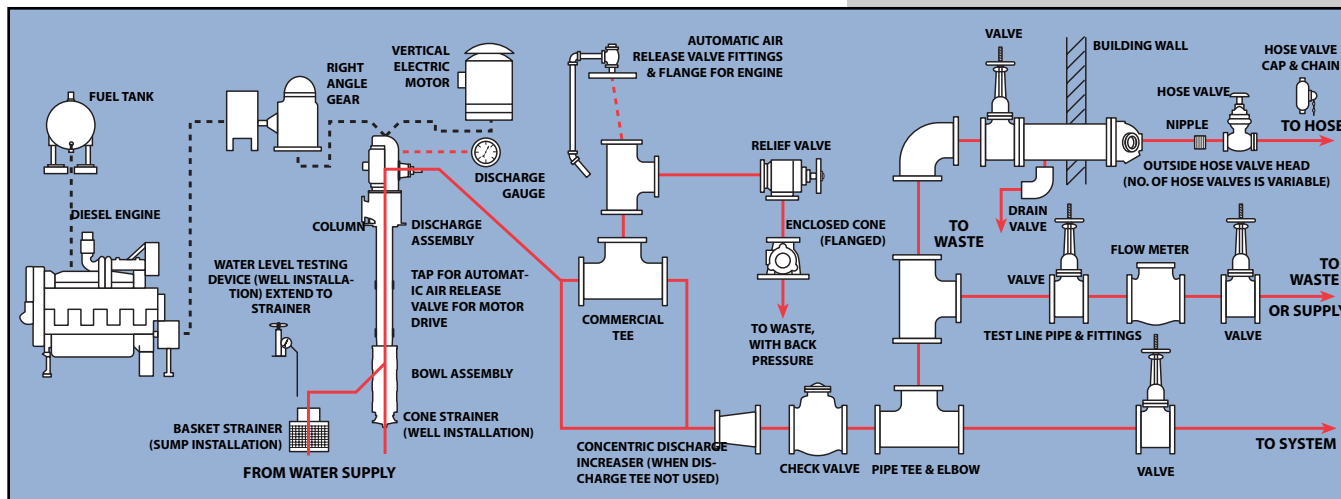 FUEL TANK
DIESEL ENGINE
RIGHT
ANGLE
GEAR
VERTICAL
ELECTRIC
MOTOR
DISCHARGE
GAUGE
COLUMN
DISCHARGE
ASSEMBLY
WATER LEVEL TESTING
DEVICE (WELL INSTALLA-
TION) EXTEND TO
STRAINER
TAP FOR AUTOMAT-
IC AIR RELEASE
VALVE FOR MOTOR
DRIVE
BOWL ASSEMBLY
BASKET STRAINER
(SUMP INSTALLATION)
CONE STRAINER
(WELL INSTALLATION)
FROM WATER SUPPLY
AUTOMATIC AIR
RELEASE VALVE FITTINGS
& FLANGE FOR ENGINE
COMMERCIAL
TEE
RELIEF VALVE
ENCLOSED CONE
(FLANGED)
TO WASTE,
WITH BACK
PRESSURE
CONCENTRIC DISCHARGE
INCREASER (WHEN DIS-
CHARGE TEE NOT USED)
CHECK VALVE
PIPE TEE & ELBOW
VALVE
BUILDING WALL
HOSE VALVE
CAP & CHAIN
HOSE VALVE
NIPPLE
TO HOSE
OUTSIDE HOSE VALVE HEAD
(NO. OF HOSE VALVES IS VARIABLE)
DRAIN
VALVE
TO
WASTE
VALVE
FLOW METER
TO
WASTE
OR SUPPLY
TEST LINE PIPE & FITTINGS
VALVE
TO SYSTEM
VALVE